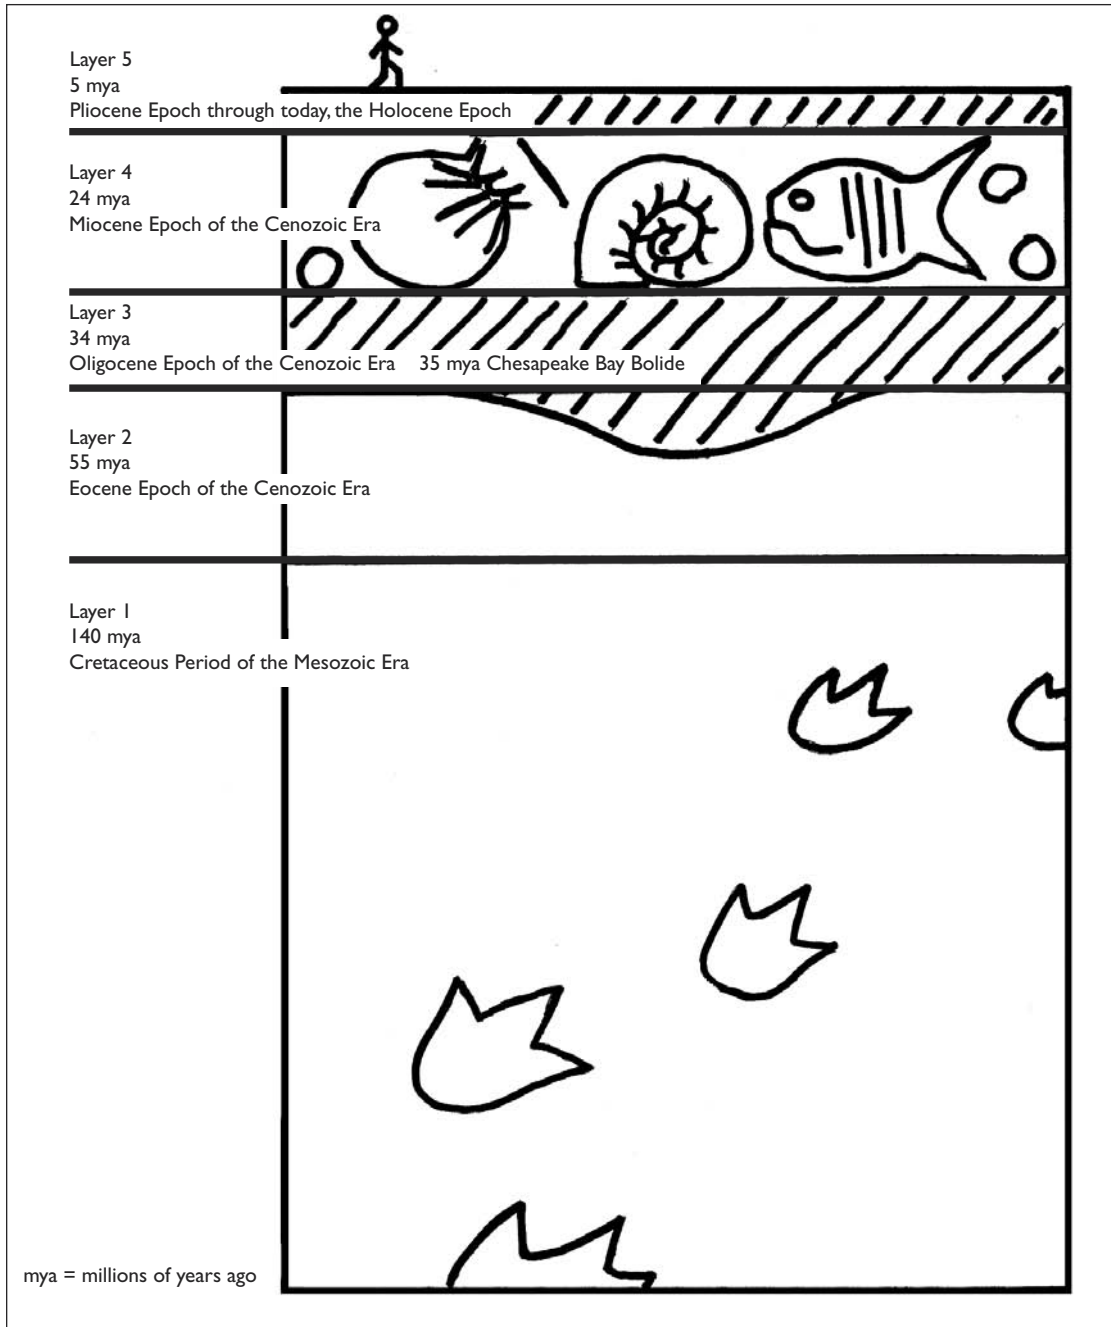 Layer 5
5 mya
Pliocene Epoch through today, the Holocene Epoch
Layer 4
24 mya
Miocene Epoch of the Cenozoic Era
Layer 3
34 mya
Oligocene Epoch of the Cenozoic Era 35 mya Chesapeake Bay Bolide
Layer 2
55 mya
Eocene Epoch of the Cenozoic Era
Layer 1
140 mya
Cretaceous Period of the Mesozoic Era
mya = millions of years ago